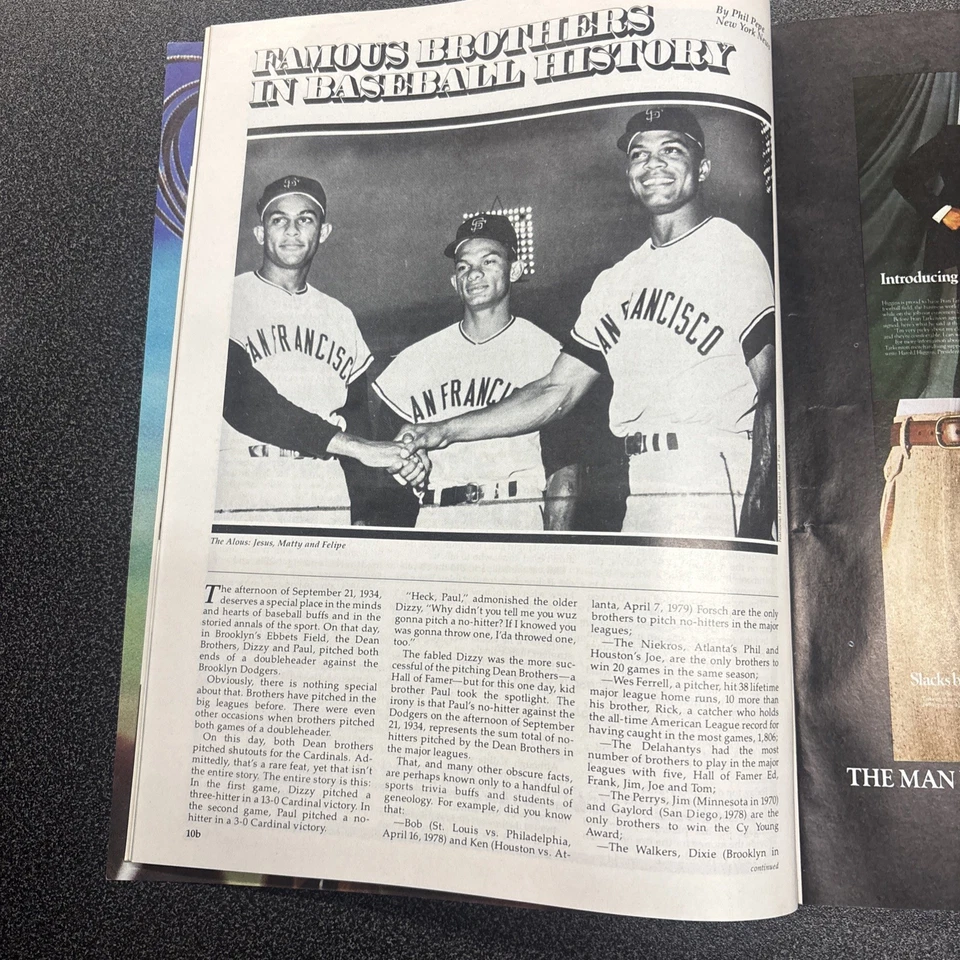 By Phil Pepe
New York News
FAMOUS BROTHERS
IN BASEBALL HISTORY
SF
SF
SF
AN FRANCISC
AN FRANCI
AN FRANCISCO
The Alous: Jesus, Matty and Felipe
The afternoon of September 21, 1934,
deserves a special place in the minds
and hearts of baseball buffs and in the
storied annals of the sport. On that day,
in Brooklyn's Ebbets Field, the Dean
Brothers, Dizzy and Paul, pitched both
ends of a doubleheader against the
Brooklyn Dodgers.
Obviously, there is nothing special
about that. Brothers have pitched in the
big leagues before. There were even
other occasions when brothers pitched
both games of a doubleheader.
On this day, both Dean brothers
pitched shutouts for the Cardinals. Ad-
mittedly, that's a rare feat, yet that isn't
the entire story. The entire story is this:
In the first game, Dizzy pitched a
three-hitter in a 13-0 Cardinal victory. In
the second game, Paul pitched a no-
hitter in a 3-0 Cardinal victory.
10b
"Heck, Paul," admonished the older
Dizzy, "Why didn't you tell me you wuz
gonna pitch a no-hitter? If I knowed you
was gonna throw one, I'da throwed one,
too."
The fabled Dizzy was the more suc-
cessful of the pitching Dean Brothers—a
Hall of Famer—but for this one day, kid
brother Paul took the spotlight. The
irony is that Paul's no-hitter against the
Dodgers on the afternoon of September
21, 1934, represents the sum total of no-
hitters pitched by the Dean Brothers in
the major leagues.
That, and many other obscure facts,
are perhaps known only to a handful of
sports trivia buffs and students of
geneology. For example, did you know
that:
—Bob (St. Louis vs. Philadelphia,
April 16, 1978) and Ken (Houston vs. At-
lanta, April 7, 1979) Forsch are the only
brothers to pitch no-hitters in the major
leagues;
—The Niekros, Atlanta's Phil and
Houston's Joe, are the only brothers to
win 20 games in the same season;
—Wes Ferrell, a pitcher, hit 38 lifetime
major league home runs, 10 more than
his brother, Rick, a catcher who holds
the all-time American League record for
having caught in the most games, 1,806;
—The Delahantys had the most
number of brothers to play in the major
leagues with five, Hall of Famer Ed,
Frank, Jim, Joe and Tom;
—The Perrys, Jim (Minnesota in 1970)
and Gaylord (San Diego, 1978) are the
only brothers to win the Cy Young
Award;
—The Walkers, Dixie (Brooklyn in
continued
Introducing
Slacks b
THE MAN